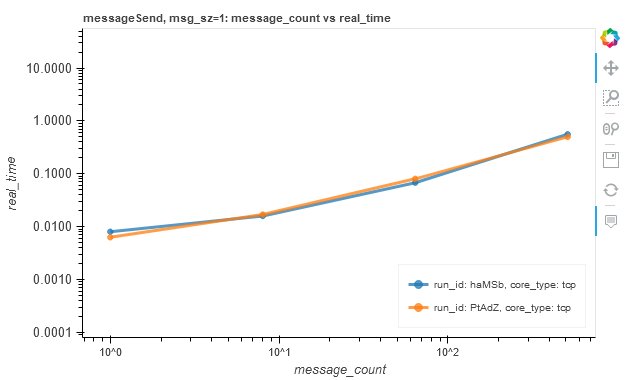 messageSend, msg_sz=1: message_count vs real_time
10.0000
1.0000
0.1000
0.0100
0.0010
0.0001
real_time
10^0
10^1
10^2
message_count
run_id: haMSb, core_type: tcp
run_id: PtAdZ, core_type: tcp